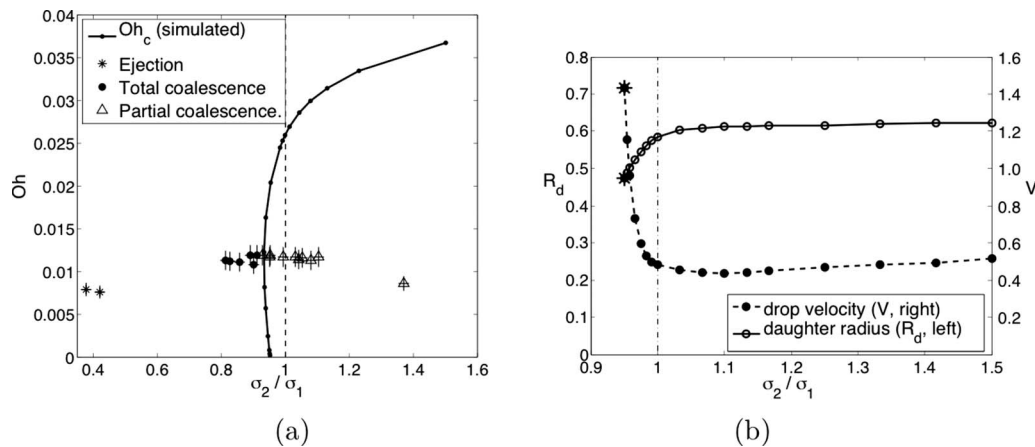 0.04
0.035
0.03
0.025
0.02
0.015
0.01
0.005
0
Oh
Oh_c (simulated)
Ejection
Total coalescence
Partial coalescence.
0.4 0.6 0.8 1 1.2 1.4 1.6
σ_2 / σ_1
(a)
0.8
0.7
0.6
0.5
0.4
0.3
0.2
0.1
0
R_d
1.6
1.4
1.2
1.0
0.8
0.6
0.4
0.2
V
drop velocity (V, right)
daughter radius (R_d, left)
0.9 1 1.1 1.2 1.3 1.4 1.5
σ_2 / σ_1
(b)